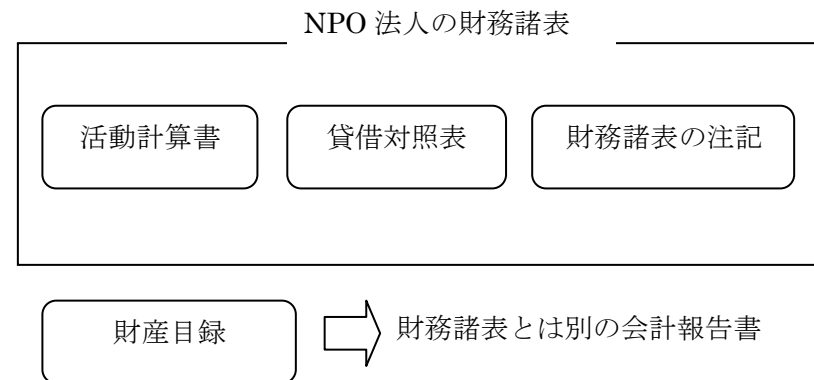 NPO 法人の財務諸表
活動計算書
貸借対照表
財務諸表の注記
財産目録
財務諸表とは別の会計報告書